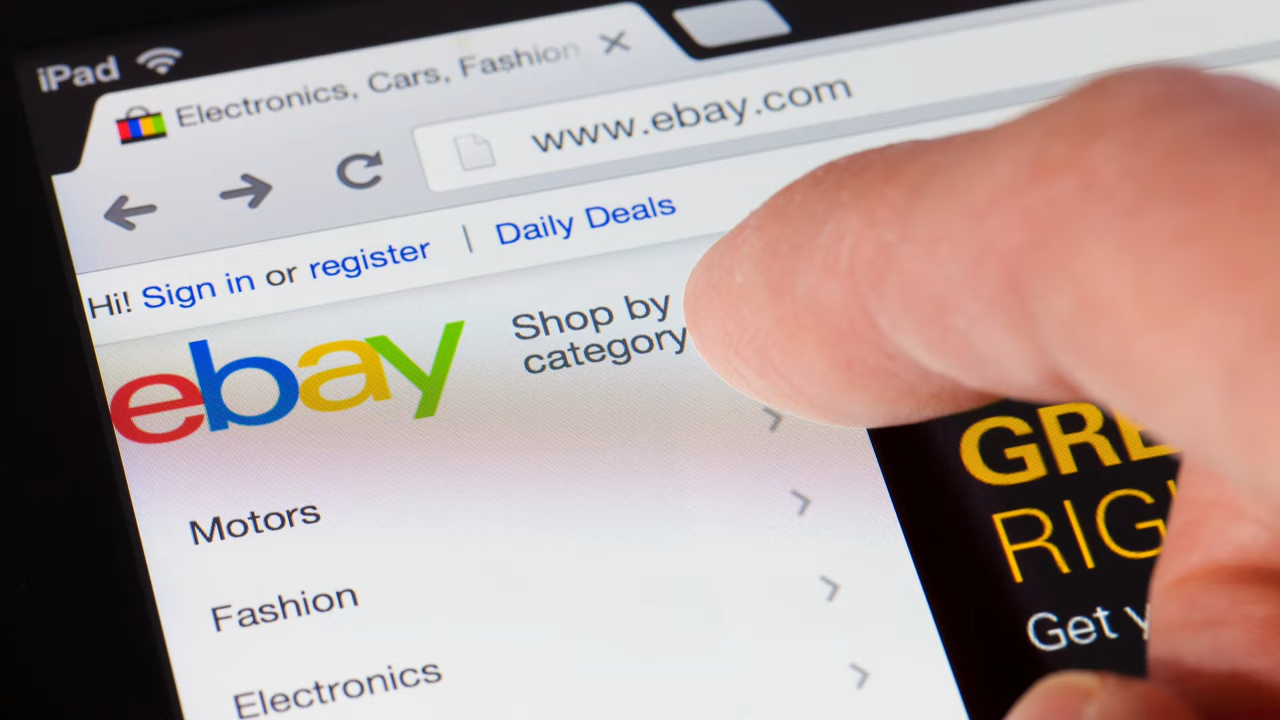 iPad
Electronics, Cars, Fashion
www.ebay.com
Hi! Sign in or register | Daily Deals
ebay
Shop by
category
Motors
Fashion
Electronics
Get